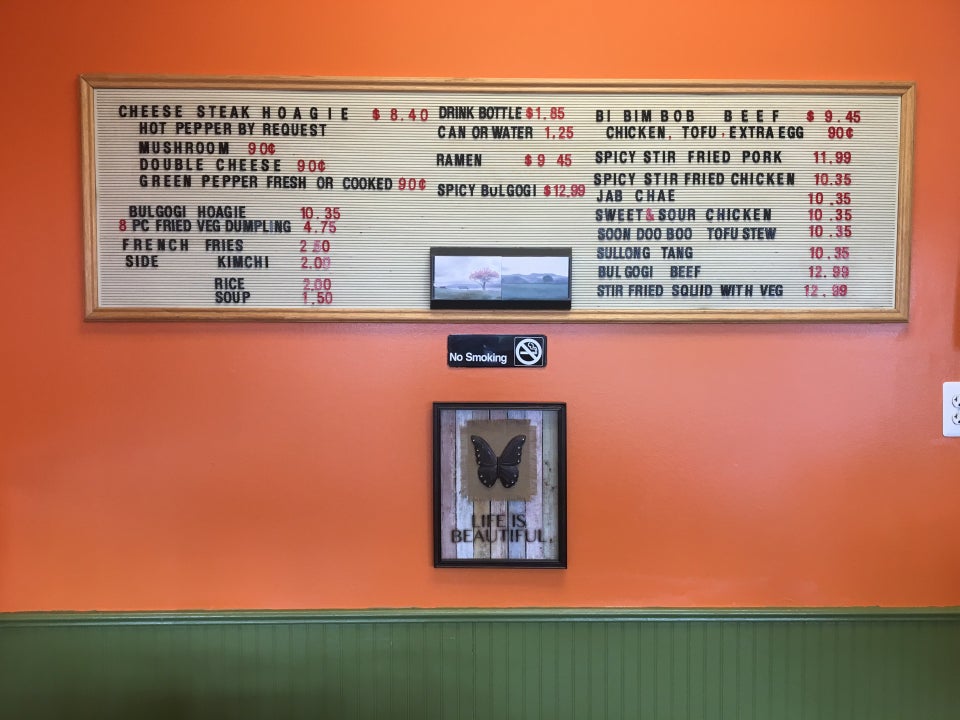 CHEESE STEAK HOAGIE $8.40
HOT PEPPER BY REQUEST
MUSHROOM 90¢
DOUBLE CHEESE 90¢
GREEN PEPPER FRESH OR COOKED 90¢
BULGOGI HOAGIE 10.35
8 PC FRIED VEG DUMPLING 4.75
FRENCH FRIES 2.50
SIDE KIMCHI 2.00
RICE 2.00
SOUP 1.50
DRINK BOTTLE $1.85
CAN OR WATER 1.25
RAMEN $9 45
SPICY BULGOGI $12.99
BI BIM BOB BEEF $9.45
CHICKEN, TOFU, EXTRA EGG 90¢
SPICY STIR FRIED PORK 11.99
SPICY STIR FRIED CHICKEN 10.35
JAB CHAE 10.35
SWEET & SOUR CHICKEN 10.35
SOON DOO BOO TOFU STEW 10.35
SULLONG TANG 10.35
BULGOGI BEEF 12.99
STIR FRIED SQUID WITH VEG 12.99
No Smoking
LIFE IS
BEAUTIFUL.